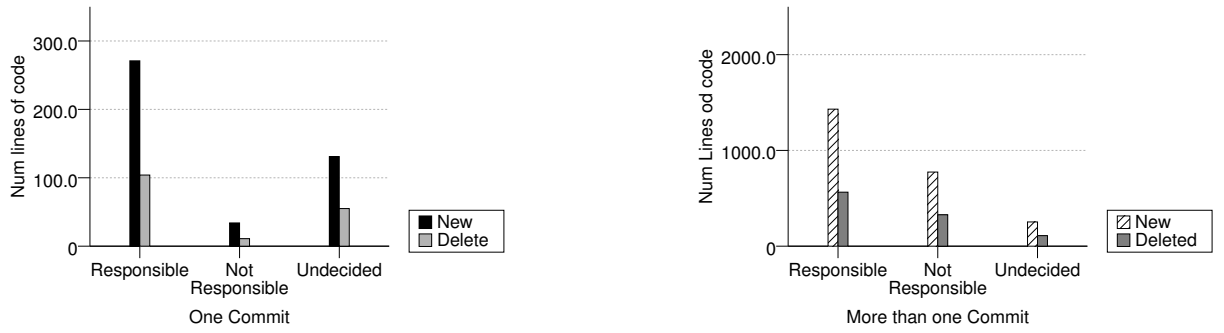 Num lines of code
300.0
200.0
100.0
0
Responsible
Not
Responsible
Undecided
One Commit
New
Delete
Num Lines od code
2000.0
1000.0
0
Responsible
Not
Responsible
Undecided
More than one Commit
New
Deleted